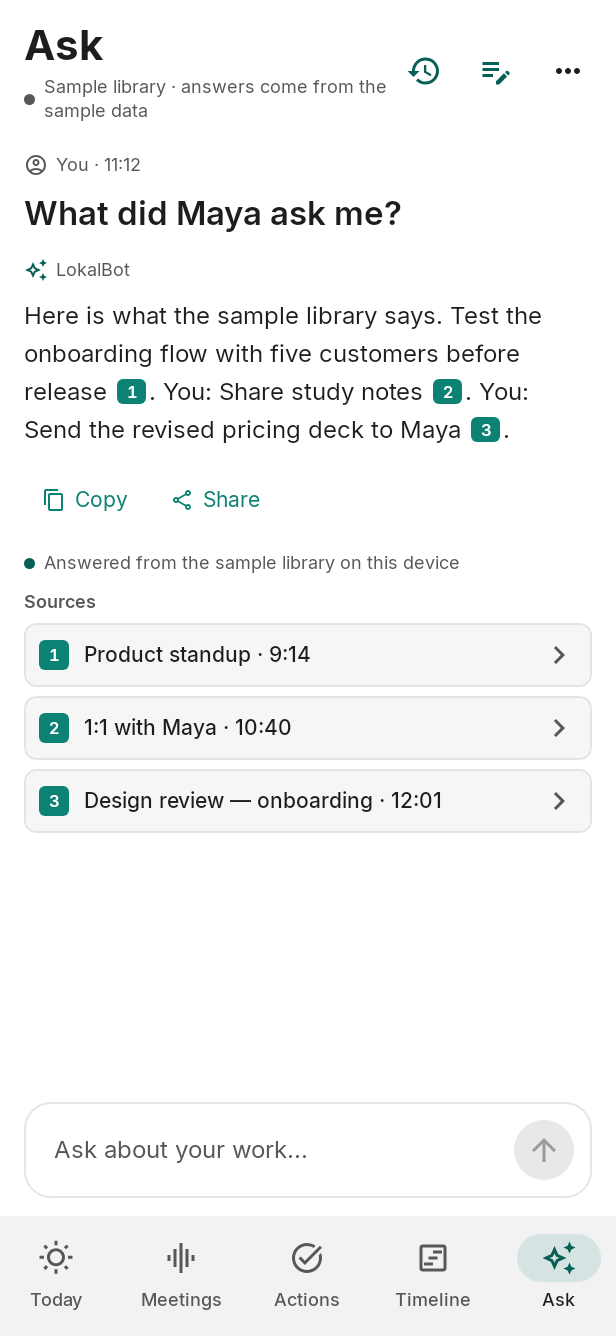 Ask
Sample library · answers come from the
sample data
You · 11:12
What did Maya ask me?
LokalBot
Here is what the sample library says. Test the
onboarding flow with five customers before
release 1. You: Share study notes 2. You:
Send the revised pricing deck to Maya 3.
Copy Share
Answered from the sample library on this device
Sources
1 Product standup · 9:14
2 1:1 with Maya · 10:40
3 Design review — onboarding · 12:01
Ask about your work...
Today Meetings Actions Timeline Ask